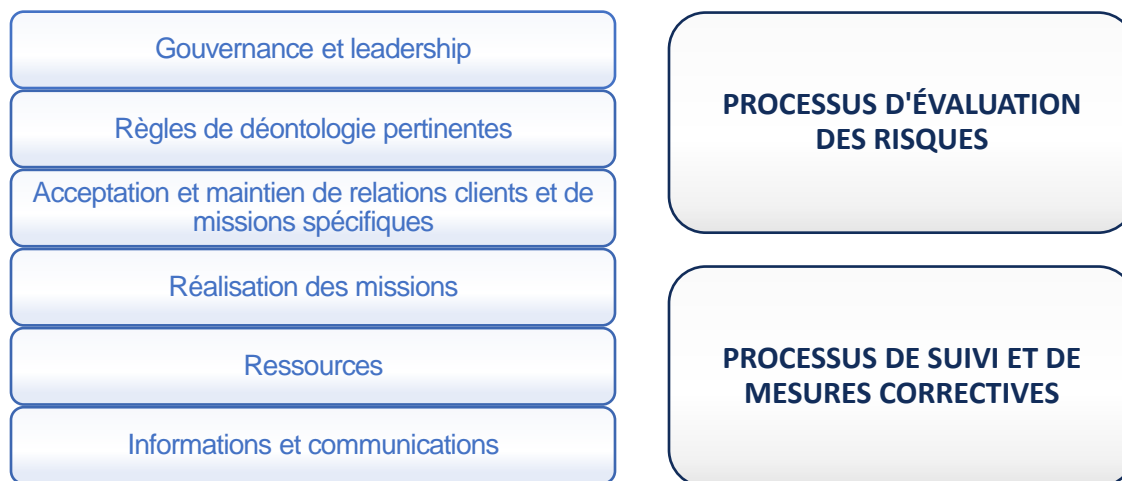 Gouvernance et leadership
Règles de déontologie pertinentes
Acceptation et maintien de relations clients et de
missions spécifiques
Réalisation des missions
Ressources
Informations et communications
PROCESSUS D'ÉVALUATION
DES RISQUES
PROCESSUS DE SUIVI ET DE
MESURES CORRECTIVES